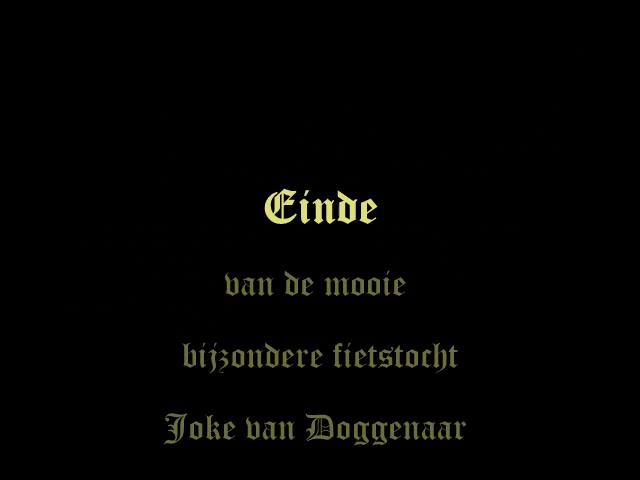 Einde
van de mooie
bijzondere fietstocht
Joke van Doggenaar